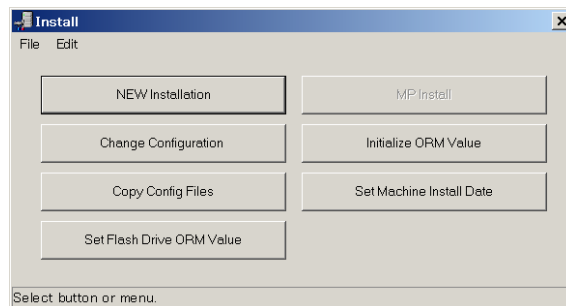 Install
File Edit
NEW Installation
MP Install
Change Configuration
Initialize ORM Value
Copy Config Files
Set Machine Install Date
Set Flash Drive ORM Value
Select button or menu.